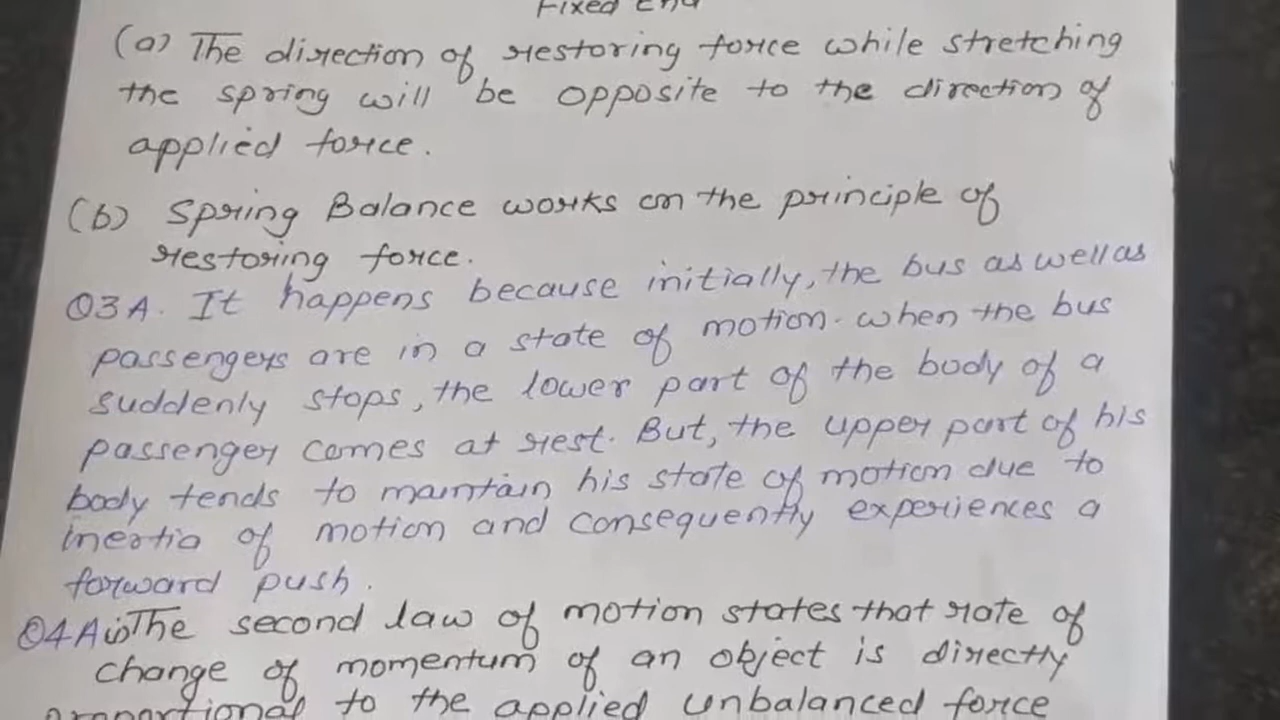 Fixed End
(a) The direction of restoring force while stretching
the spring will be opposite to the direction of
applied force.
(b) Spring Balance works on the principle of
restoring force.
Q3A. It happens because initially, the bus as well as
passengers are in a state of motion. when the bus
suddenly stops, the lower part of the body of a
passenger comes at rest. But, the upper part of his
body tends to maintain his state of motion due to
inertia of motion and consequently experiences a
forward push.
Q4A(i) The second law of motion states that rate of
change of momentum of an object is directly
proportional to the applied unbalanced force